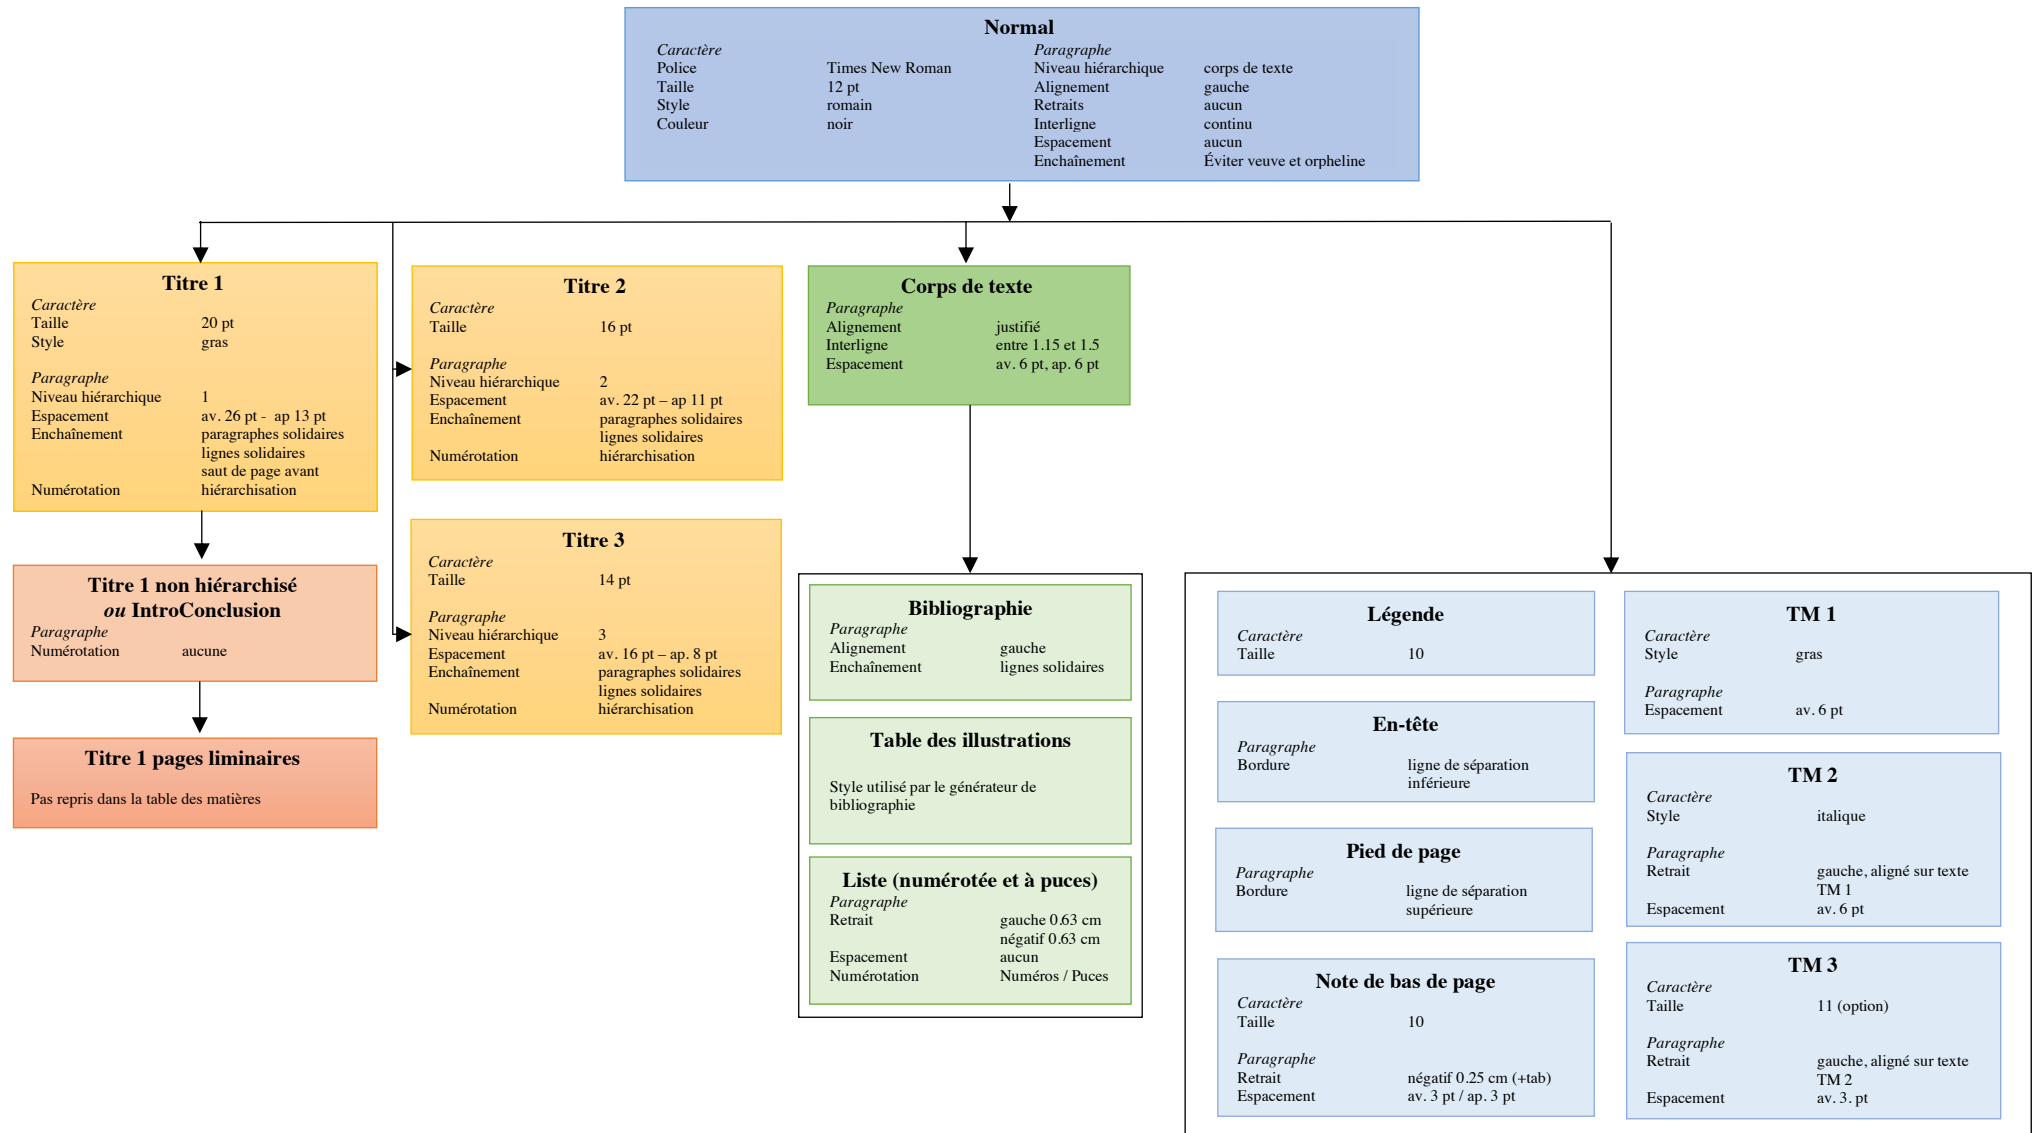 Normal
Caractère
Police Times New Roman
Taille 12 pt
Style romain
Couleur noir
Paragraphe
Niveau hiérarchique corps de texte
Alignement gauche
Retraits aucun
Interligne continu
Espacement aucun
Enchaînement Éviter veuve et orpheline
Titre 1
Caractère
Taille 20 pt
Style gras
Paragraphe
Niveau hiérarchique 1
Espacement av. 26 pt - ap 13 pt
Enchaînement paragraphes solidaires
lignes solidaires
saut de page avant
Numérotation hiérarchisation
Titre 1 non hiérarchisé
ou IntroConclusion
Paragraphe
Numérotation aucune
Titre 1 pages liminaires
Pas repris dans la table des matières
Titre 2
Caractère
Taille 16 pt
Paragraphe
Niveau hiérarchique 2
Espacement av. 22 pt – ap 11 pt
Enchaînement paragraphes solidaires
lignes solidaires
Numérotation hiérarchisation
Titre 3
Caractère
Taille 14 pt
Paragraphe
Niveau hiérarchique 3
Espacement av. 16 pt – ap. 8 pt
Enchaînement paragraphes solidaires
lignes solidaires
Numérotation hiérarchisation
Corps de texte
Paragraphe
Alignement justifié
Interligne entre 1.15 et 1.5
Espacement av. 6 pt, ap. 6 pt
Bibliographie
Paragraphe
Alignement gauche
Enchaînement lignes solidaires
Table des illustrations
Style utilisé par le générateur de
bibliographie
Liste (numérotée et à puces)
Paragraphe
Retrait gauche 0.63 cm
négatif 0.63 cm
Espacement aucun
Numérotation Numéros / Puces
Légende
Caractère
Taille 10
En-tête
Paragraphe
Bordure ligne de séparation
inférieure
Pied de page
Paragraphe
Bordure ligne de séparation
supérieure
Note de bas de page
Caractère
Taille 10
Paragraphe
Retrait négatif 0.25 cm (+tab)
Espacement av. 3 pt / ap. 3 pt
TM 1
Caractère
Style gras
Paragraphe
Espacement av. 6 pt
TM 2
Caractère
Style italique
Paragraphe
Retrait gauche, aligné sur texte
TM 1
Espacement av. 6 pt
TM 3
Caractère
Taille 11 (option)
Paragraphe
Retrait gauche, aligné sur texte
TM 2
Espacement av. 3. pt